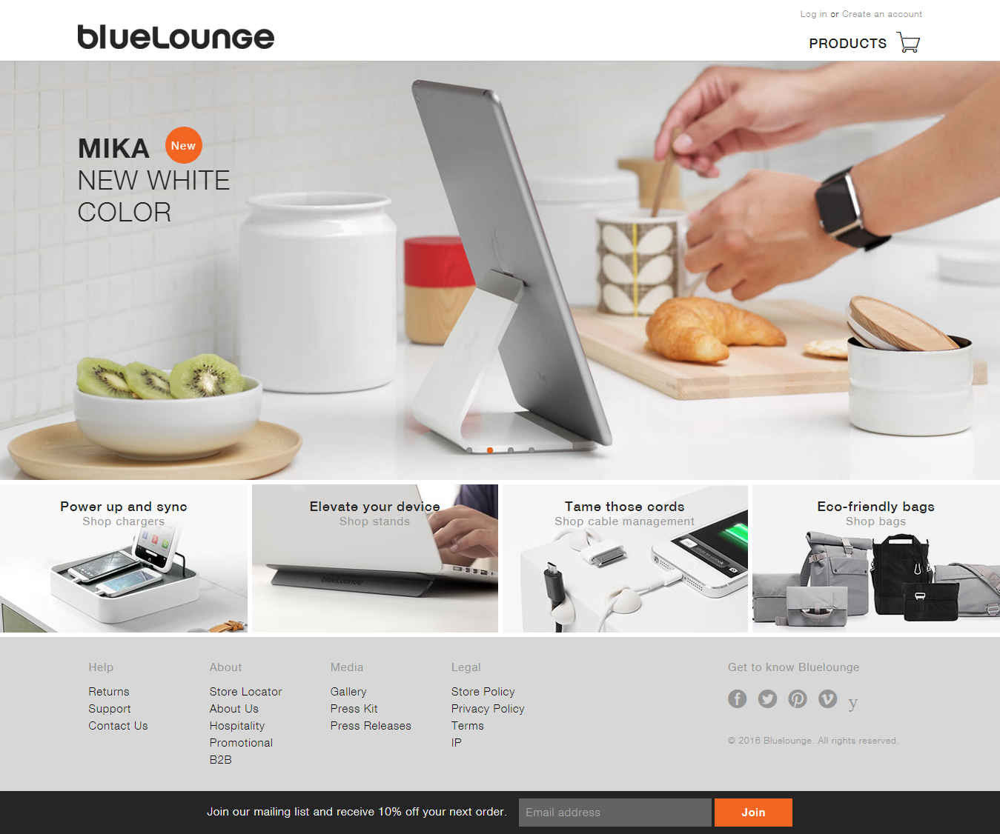 Log in or Create an account
blueLounge
PRODUCTS
MIKA New
NEW WHITE
COLOR
Power up and sync
Shop chargers
Elevate your device
Shop stands
Tame those cords
Shop cable management
Eco-friendly bags
Shop bags
blueLounge
slide to unlock
Help
Returns
Support
Contact Us
About
Store Locator
About Us
Hospitality
Promotional
B2B
Media
Gallery
Press Kit
Press Releases
Legal
Store Policy
Privacy Policy
Terms
IP
Get to know Bluelounge
y
© 2016 Bluelounge. All rights reserved.
Join our mailing list and receive 10% off your next order.
Email address
Join